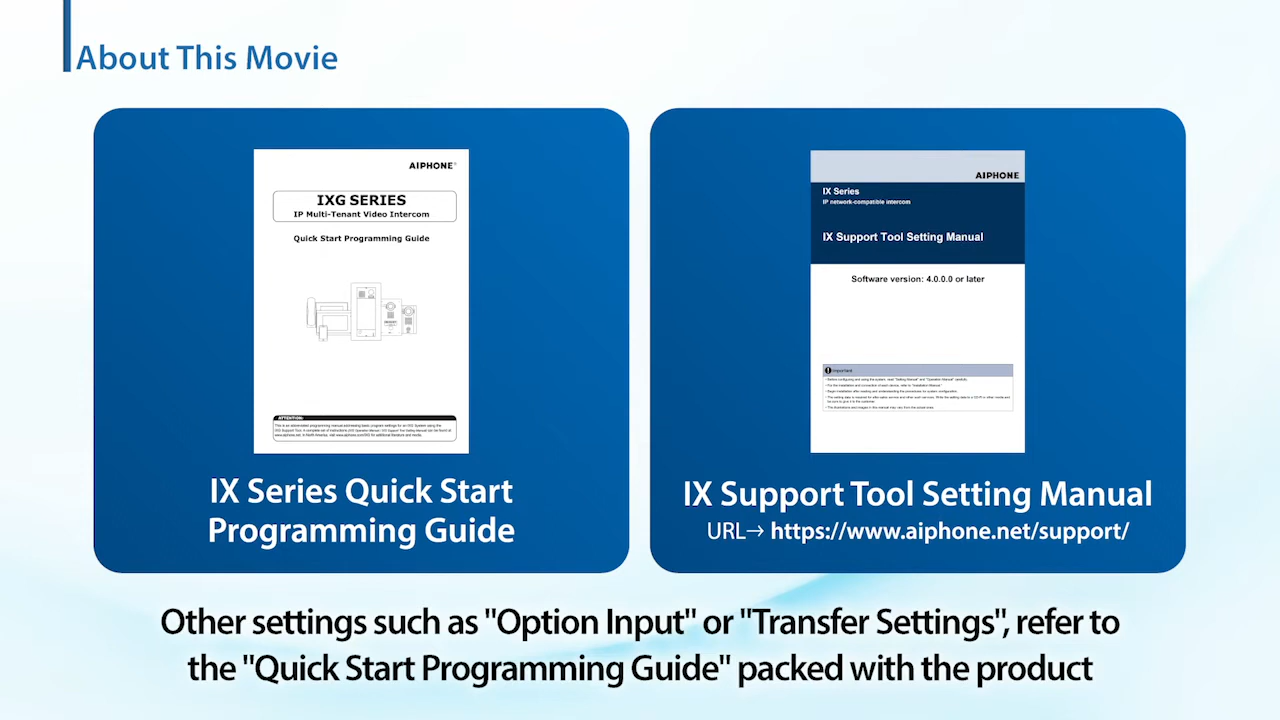 About This Movie
AIPHONE
IXG SERIES
IP Multi-Tenant Video Intercom
Quick Start Programming Guide
ATTENTION:
IX Series Quick Start
Programming Guide
AIPHONE
IX Series
IP network-compatible intercom
IX Support Tool Setting Manual
Software version: 4.0.0.0 or later
Important
IX Support Tool Setting Manual
URL→ https://www.aiphone.net/support/
Other settings such as "Option Input" or "Transfer Settings", refer to
the "Quick Start Programming Guide" packed with the product